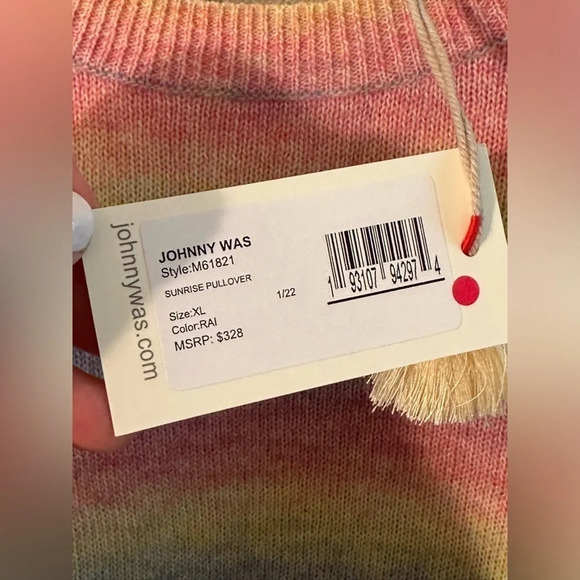 johnnywas.com
JOHNNY WAS
Style:M61821
SUNRISE PULLOVER
1/22
Size:XL
Color:RAI
MSRP: $328
1 93107 94297 4